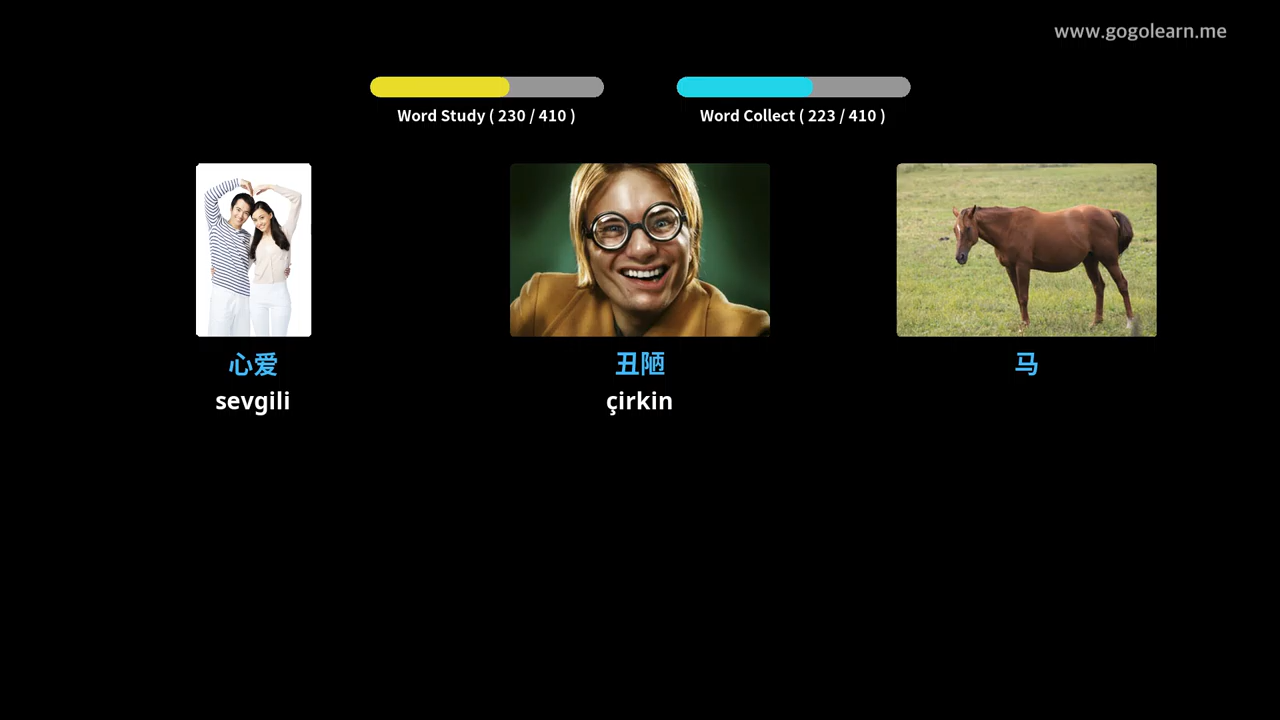 www.gogolearn.me
Word Study ( 230 / 410 )
Word Collect ( 223 / 410 )
心爱
丑陋
马
sevgili
çirkin